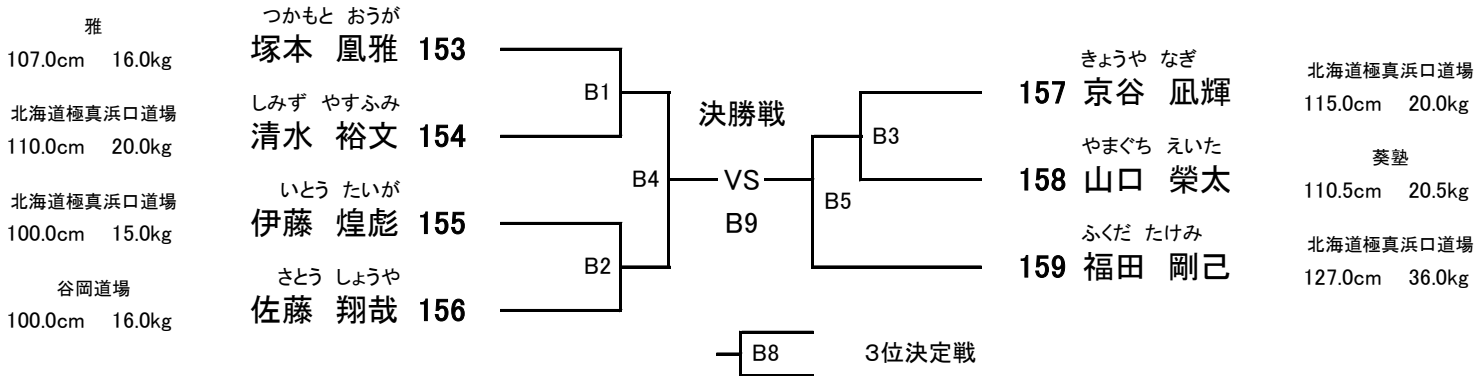 雅
107.0cm 16.0kg
つかもと おうが
塚本 凰雅 153
北海道極真浜口道場
110.0cm 20.0kg
しみず やすふみ
清水 裕文 154
北海道極真浜口道場
100.0cm 15.0kg
いとう たいが
伊藤 煌彪 155
谷岡道場
100.0cm 16.0kg
さとう しょうや
佐藤 翔哉 156
B1
B2
B4
決勝戦
VS
B9
B3
B5
きょうや なぎ
157 京谷 凪輝
北海道極真浜口道場
115.0cm 20.0kg
やまぐち えいた
158 山口 榮太
葵塾
110.5cm 20.5kg
ふくだ たけみ
159 福田 剛己
北海道極真浜口道場
127.0cm 36.0kg
B8 3位決定戦